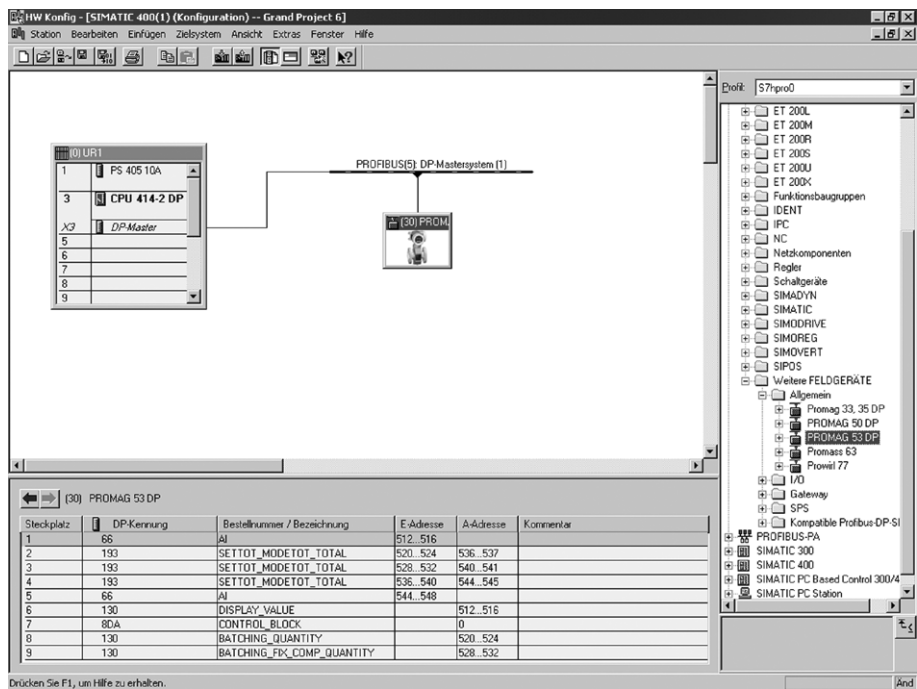 HW Konfig - [SIMATIC 400(1) (Konfiguration) -- Grand Project 6]
Station Bearbeiten Einfügen Zielsystem Ansicht Extras Fenster Hilfe
(0) UR1
1 PS 405 10A
3 CPU 414-2 DP
X3 DP-Master
5
6
7
8
9
PROFIBUS(5): DP-Mastersystem (1)
(30) PROM
Profil: S7hpro0
ET 200L
ET 200M
ET 200R
ET 200S
ET 200U
ET 200X
Funktionsbaugruppen
IDENT
IPC
NC
Netzkomponenten
Regler
Schaltgeräte
SIMADYN
SIMATIC
SIMODRIVE
SIMOREG
SIMOVERT
SIPOS
Weitere FELDGERÄTE
Allgemein
Promag 33, 35 DP
PROMAG 50 DP
PROMAG 53 DP
Promass 63
Prowirl 77
I/O
Gateway
SPS
Kompatible Profibus-DP-Sl
PROFIBUS-PA
SIMATIC 300
SIMATIC 400
SIMATIC PC Based Control 300/4
SIMATIC PC Station
(30) PROMAG 53 DP
Steckplatz DP-Kennung Bestellnummer / Bezeichnung E-Adresse A-Adresse Kommentar
1 66 AI 512...516
2 193 SETTOT_MODETOT_TOTAL 520...524 536...537
3 193 SETTOT_MODETOT_TOTAL 528...532 540...541
4 193 SETTOT_MODETOT_TOTAL 536...540 544...545
5 66 AI 544...548
6 130 DISPLAY_VALUE 512...516
7 8DA CONTROL_BLOCK 0
8 130 BATCHING_QUANTITY 520...524
9 130 BATCHING_FIX_COMP_QUANTITY 528...532
Drücken Sie F1, um Hilfe zu erhalten.
And